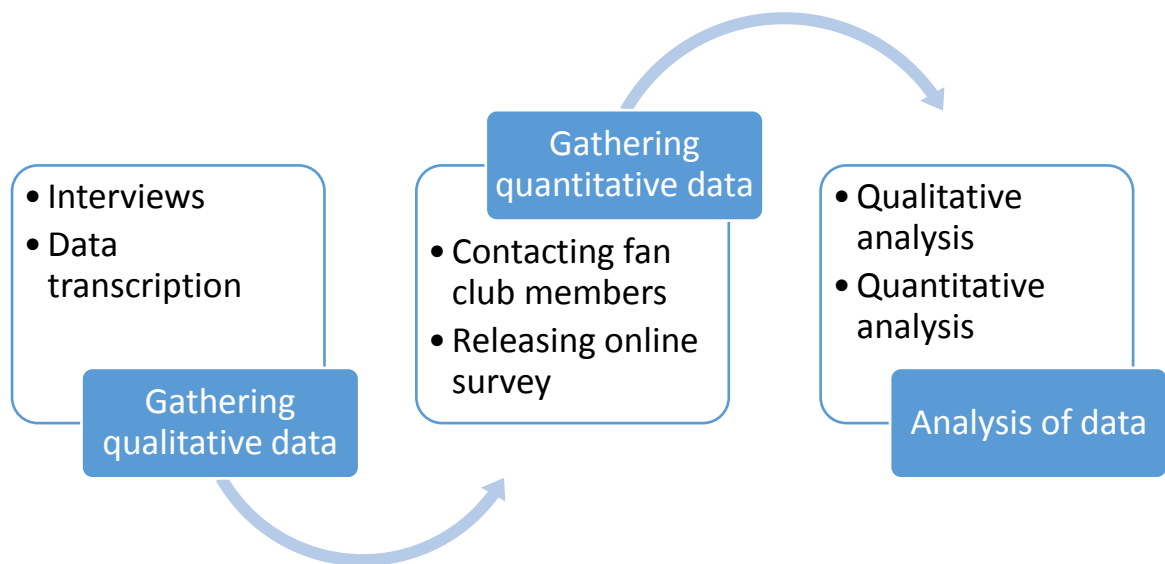 • Interviews
• Data
transcription
Gathering
qualitative data
Gathering
quantitative data
• Contacting fan
club members
• Releasing online
survey
• Qualitative
analysis
• Quantitative
analysis
Analysis of data